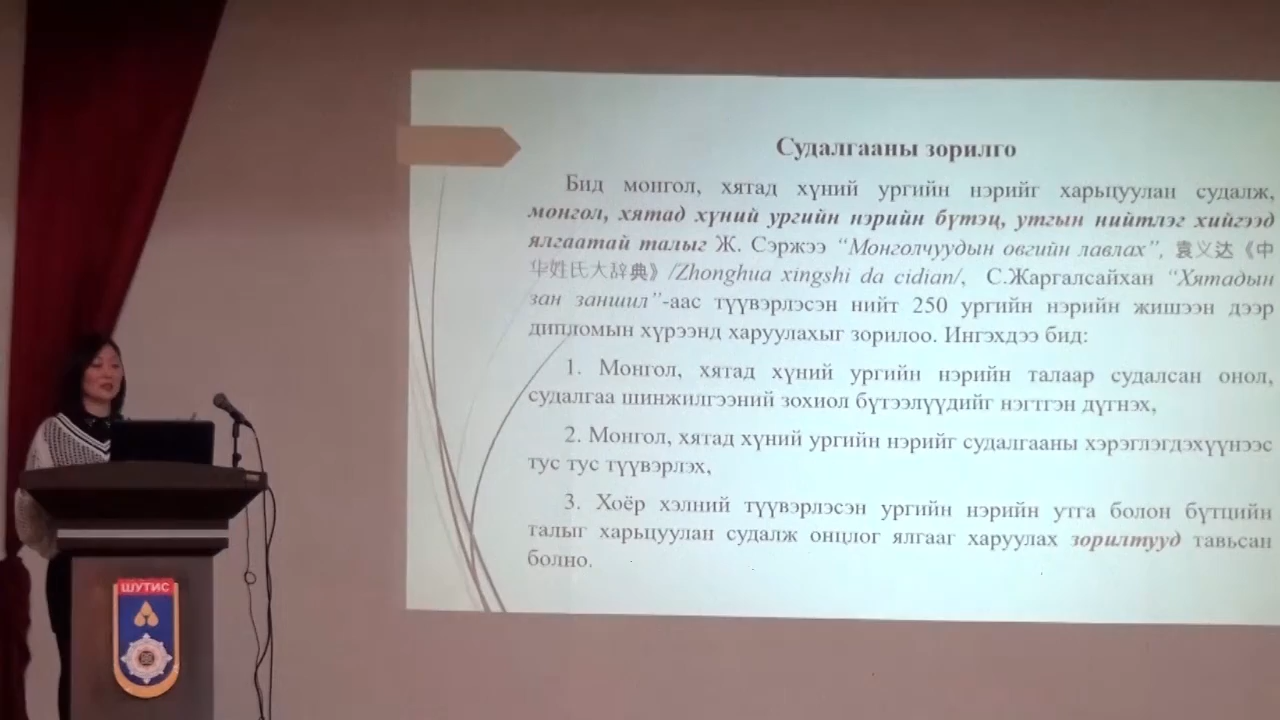 Судалгааны зорилго
Бид монгол, хятад хүний ургийн нэрийг харьцуулан судалж,
монгол, хятад хүний ургийн нэрийн бүтэц, утгын нийтлэг хийгээд
ялгаатай талыг Ж. Сэржээ “Монголчуудын овгийн лавлах”, 袁义达《中
华姓氏大辞典》/Zhonghua xingshi da cidian/, С.Жаргалсайхан “Хятадын
зан заншил”-аас түүвэрлэсэн нийт 250 ургийн нэрийн жишээн дээр
дипломын хүрээнд харуулахыг зорилоо. Ингэхдээ бид:
1. Монгол, хятад хүний ургийн нэрийн талаар судалсан онол,
судалгаа шинжилгээний зохиол бүтээлүүдийг нэгтгэн дүгнэх,
2. Монгол, хятад хүний ургийн нэрийг судалгааны хэрэглэгдэхүүнээс
тус тус түүвэрлэх,
3. Хоёр хэлний түүвэрлэсэн ургийн нэрийн утга болон бүтцийн
талыг харьцуулан судалж онцлог ялгааг харуулах зорилтууд тавьсан
болно.
ШУТИС